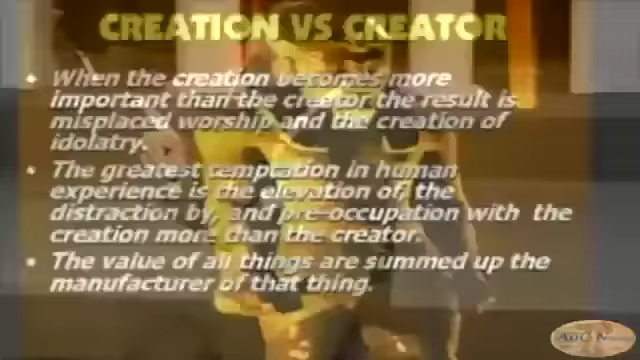 CREATION VS CREATOR
• When the creation becomes more
important than the creator the result is
misplaced worship and the creation of
idolatry.
• The greatest temptation in human
experience is the elevation of, the
distraction by, and pre-occupation with the
creation more than the creator.
• The value of all things are summed up the
manufacturer of that thing.